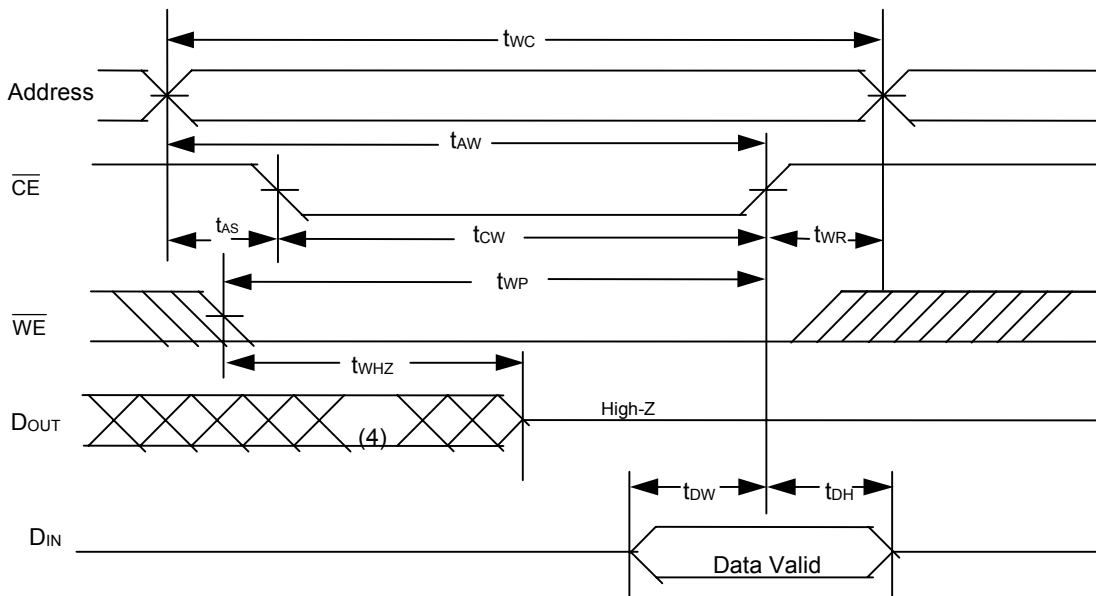 tWC
Address
tAW
CE
tAS
tCW
tWR
tWP
WE
tWHZ
DOUT
(4)
High-Z
tDW
tDH
DIN
Data Valid